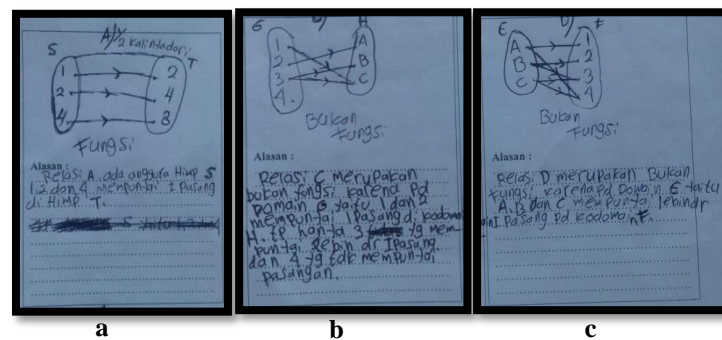 S
A) 1/2 kali dari
T
1
2
4
2
4
8
Fungsi
Alasan :
Relasi A. ada anggota Himp S
1, 2 dan 4 mempunyai 1 pasang
di Himp T.
G
H
1
2
3
4
A
B
C
Bukan
Fungsi
Alasan :
Relasi C merupakan
bukan fungsi karena pd
Domain G yaitu 1 dan 2
mempunyai 1 pasang di kodoma
H. tp hanya 3 yg mem-
punyai lebih dr 1 pasang.
dan 4 yg tdk mempunyai
pasangan.
E
D)
F
A
B
C
1
2
3
4
Bukan
Fungsi
Alasan :
Relasi D merupakan Bukan
fungsi karena pd Domain E yaitu
A, B dan C mempunyai lebih dr
1 pasang pd kodomain F.
a
b
c